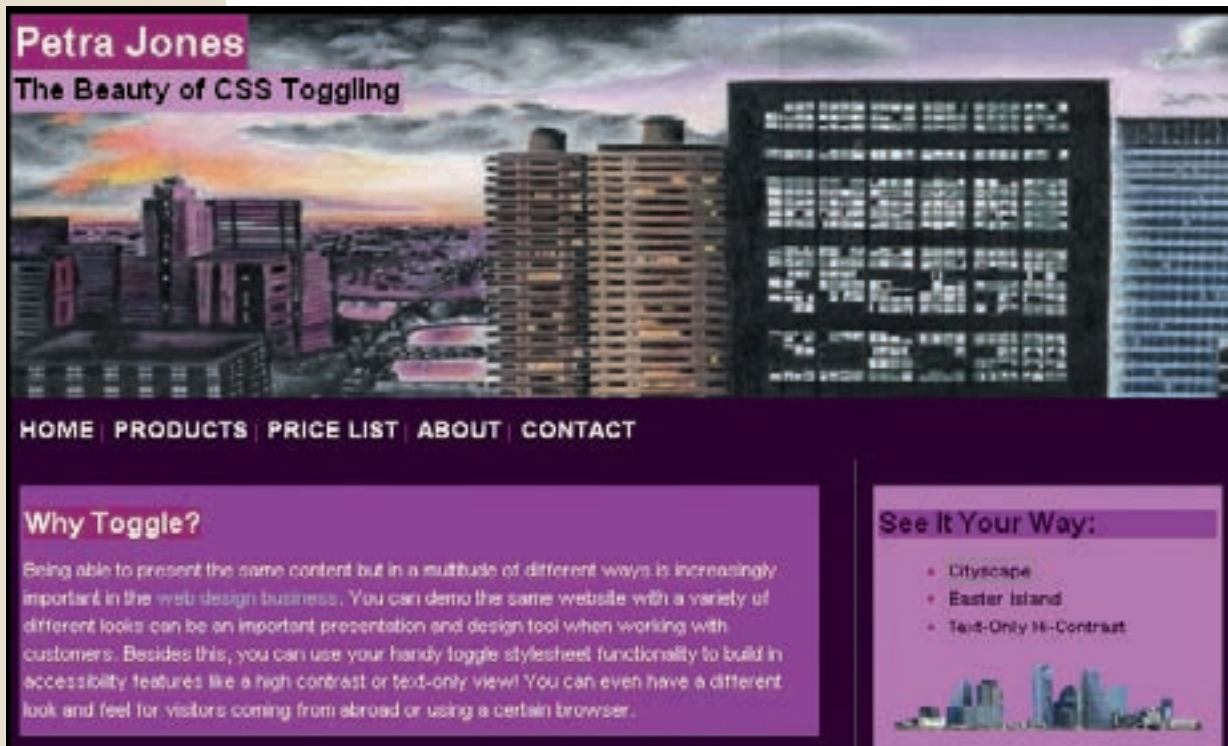 Petra Jones
The Beauty of CSS Toggling
HOME | PRODUCTS | PRICE LIST | ABOUT | CONTACT
Why Toggle?
Being able to present the same content but in a multitude of different ways is increasingly
important in the web design business. You can demo the same website with a variety of
different looks can be an important presentation and design tool when working with
customers. Besides this, you can use your handy toggle stylesheet functionality to build in
accessibility features like a high contrast or text-only view! You can even have a different
look and feel for visitors coming from abroad or using a certain browser.
See It Your Way:
Cityscape
Easter Island
Text-Only Hi-Contrast